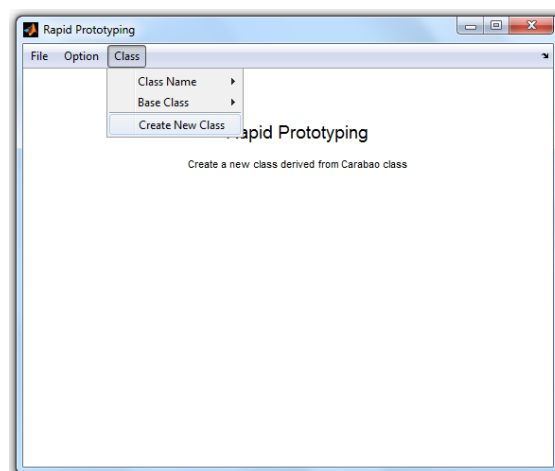 Rapid Prototyping
File Option Class
Class Name
Base Class
Create New Class
Rapid Prototyping
Create a new class derived from Carabao class